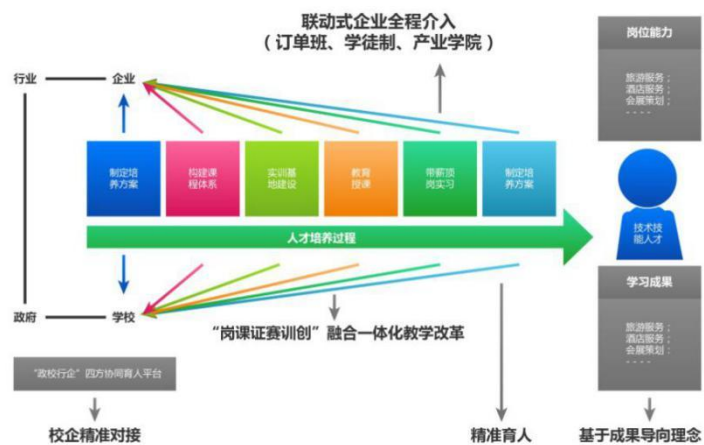 联动式企业全程介入
（订单班、学徒制、产业学院）
岗位能力
旅游服务；
酒店服务；
会展策划；
- - - -
行业
企业
制定培
养方案
构建课
程体系
实训基
地建设
教育
授课
带薪顶
岗实习
制定培
养方案
人才培养过程
技术技
能人才
政府
学校
“岗课证赛训创”融合一体化教学改革
学习成果
旅游服务；
酒店服务；
会展策划：
- - - -
“政校行企”四方协同育人平台
校企精准对接
精准育人
基于成果导向理念